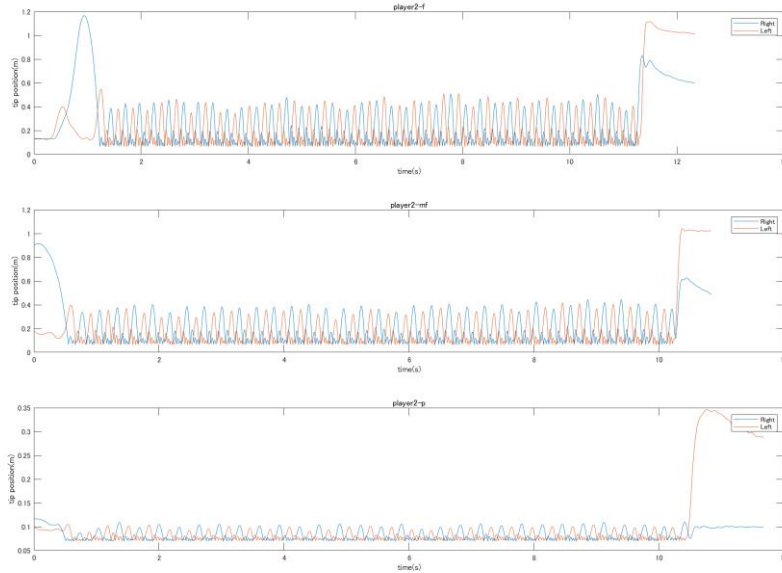 player2-f
1.2
1
0.8
0.6
0.4
0.2
0
tip position(m)
0 2 4 6 8 10 12
time(s)
Right
Left
player2-mf
1.2
1
0.8
0.6
0.4
0.2
0
tip position(m)
0 2 4 6 8 10
time(s)
Right
Left
player2-p
0.35
0.3
0.25
0.2
0.15
0.1
0.05
tip position(m)
0 2 4 6 8 10
time(s)
Right
Left